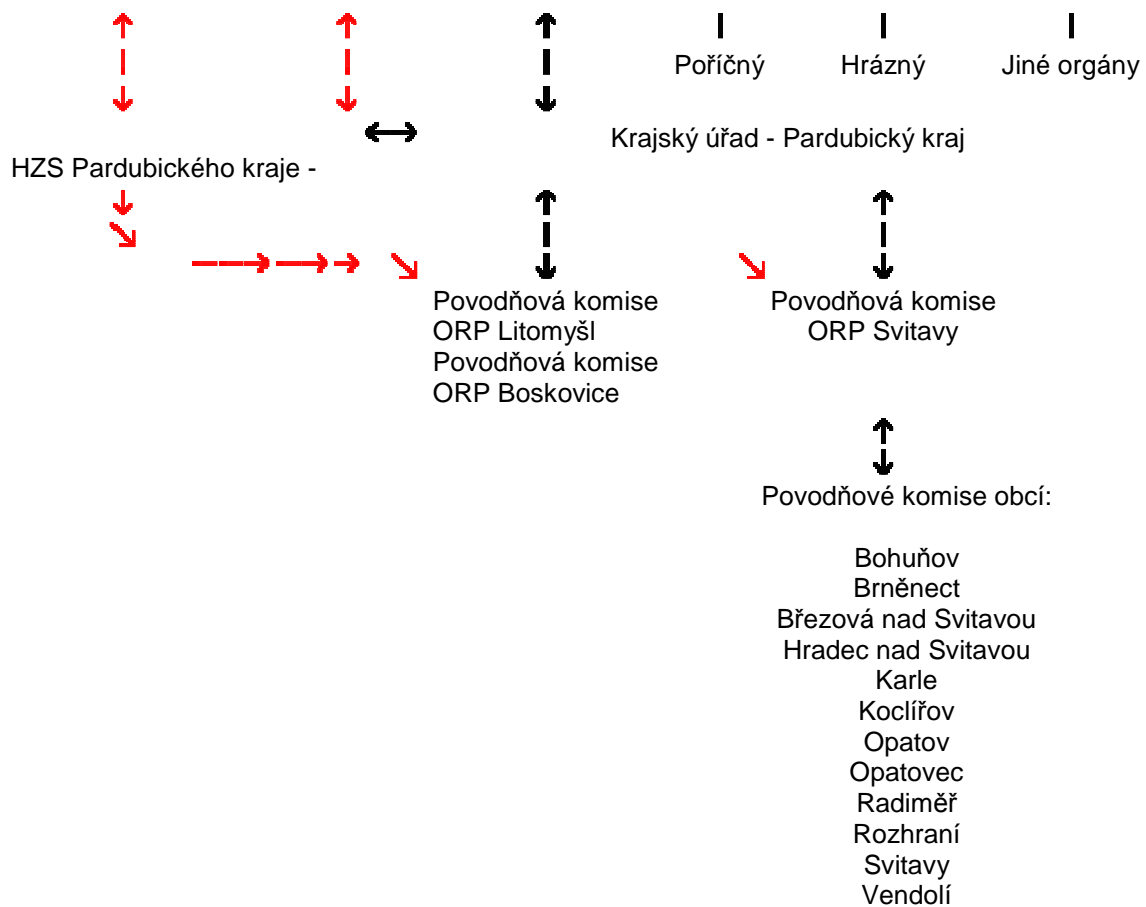 Poříčný Hrázný Jiné orgány
Krajský úřad - Pardubický kraj
HZS Pardubického kraje -
Povodňová komise
ORP Litomyšl
Povodňová komise
ORP Boskovice
Povodňová komise
ORP Svitavy
Povodňové komise obcí:
Bohuňov
Brněnect
Březová nad Svitavou
Hradec nad Svitavou
Karle
Koclířov
Opatov
Opatovec
Radiměř
Rozhraní
Svitavy
Vendolí